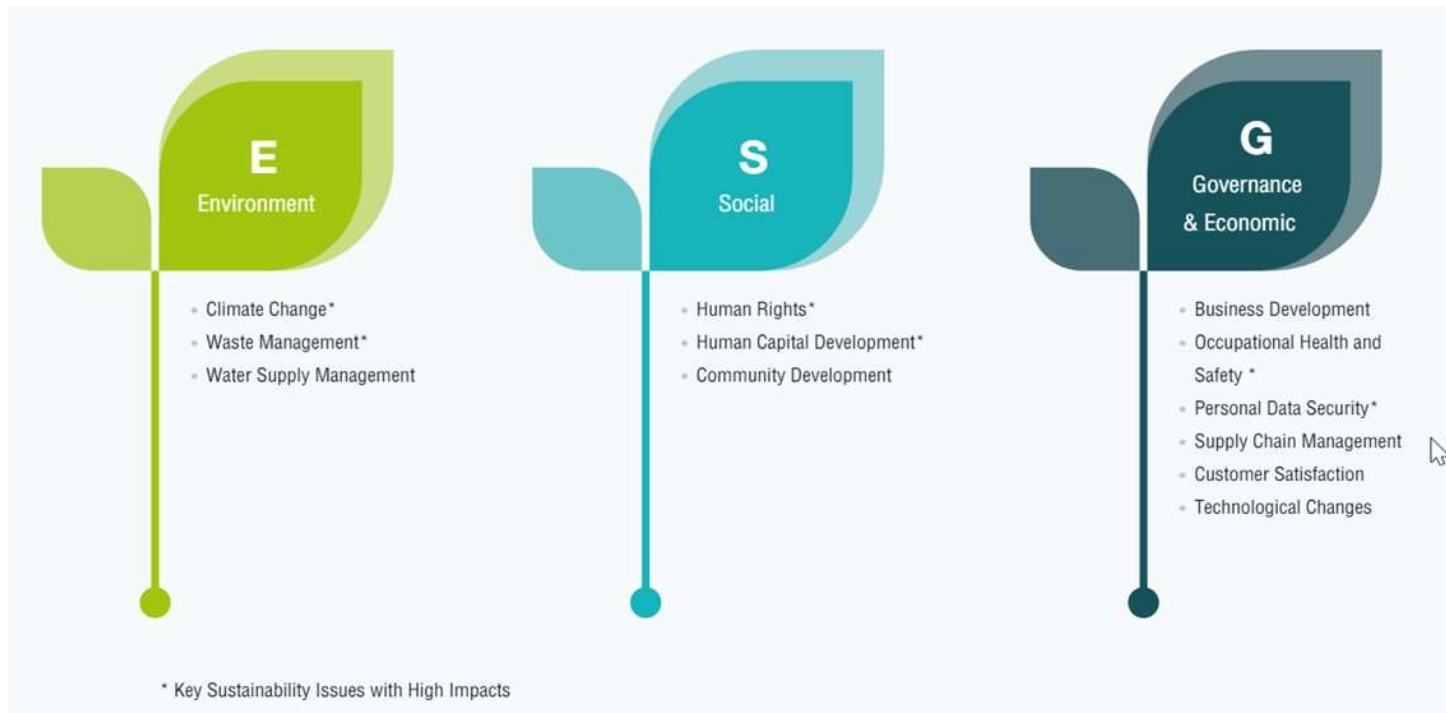 E
Environment
Climate Change*
Waste Management*
Water Supply Management
S
Social
Human Rights*
Human Capital Development*
Community Development
G
Governance
& Economic
Business Development
Occupational Health and
Safety *
Personal Data Security*
Supply Chain Management
Customer Satisfaction
Technological Changes
* Key Sustainability Issues with High Impacts